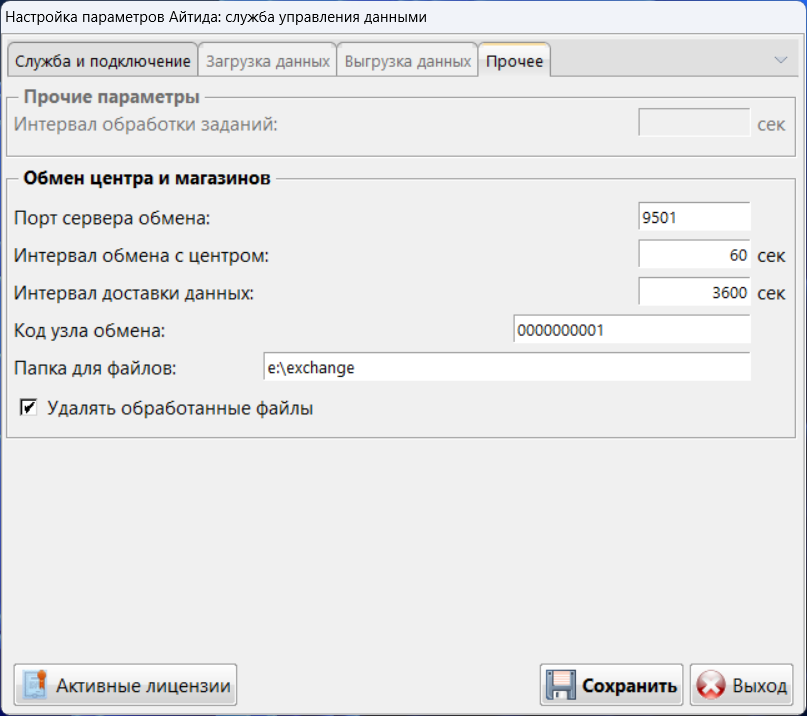 Настройка параметров Айтида: служба управления данными
Служба и подключение Загрузка данных Выгрузка данных Прочее
Прочие параметры
Интервал обработки заданий: сек
Обмен центра и магазинов
Порт сервера обмена: 9501
Интервал обмена с центром: 60 сек
Интервал доставки данных: 3600 сек
Код узла обмена: 0000000001
Папка для файлов: e:\exchange
Удалять обработанные файлы
Активные лицензии Сохранить Выход